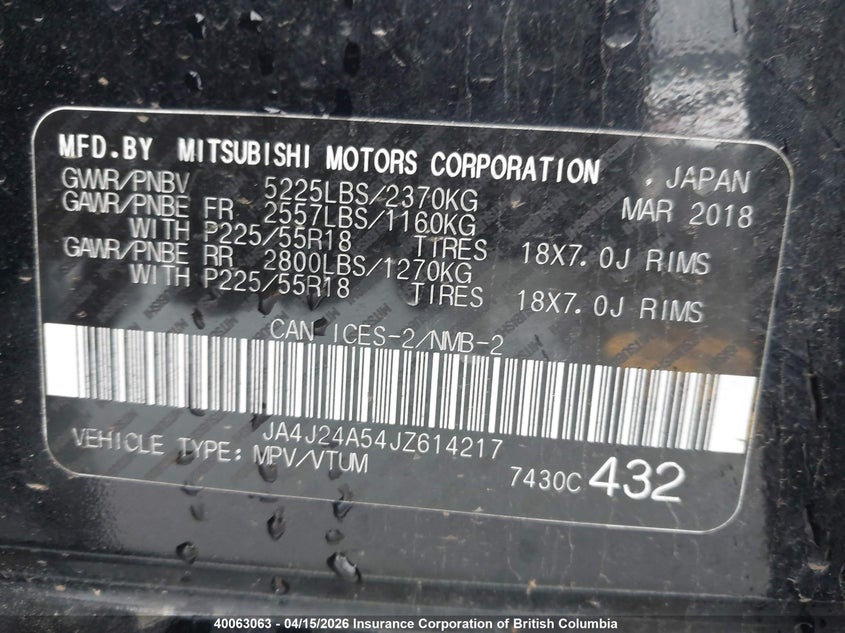 MFD.BY MITSUBISHI MOTORS CORPORATION , JAPAN
GVWR/PNBV 5225LBS/2370KG MAR 2018
GAWR/PNBE FR 2557LBS/1160KG
WITH P225/55R18 TIRES 18X7.0J RIMS
GAWR/PNBE RR 2800LBS/1270KG
WITH P225/55R18 TIRES 18X7.0J RIMS
CAN ICES-2/NMB-2
JA4J24A54JZ614217
VEHICLE TYPE: MPV/VTUM
7430C 432
40063063 - 04/15/2026 Insurance Corporation of British Columbia